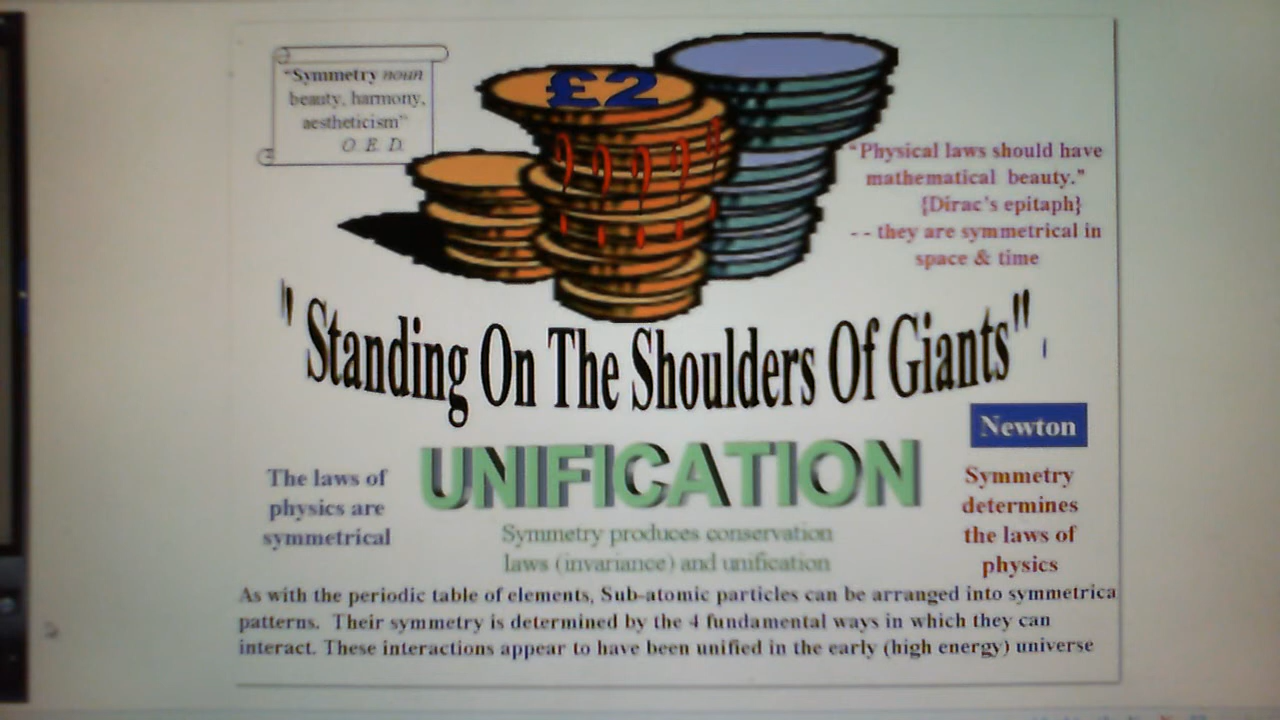 "Symmetry noun
beauty, harmony,
aestheticism"
O. E. D.
£2
"Physical laws should have
mathematical beauty."
{Dirac's epitaph}
- - they are symmetrical in
space & time
"Standing On The Shoulders Of Giants"
Newton
UNIFICATION
The laws of
physics are
symmetrical
Symmetry produces conservation
laws (invariance) and unification
Symmetry
determines
the laws of
physics
As with the periodic table of elements, Sub-atomic particles can be arranged into symmetrica
patterns. Their symmetry is determined by the 4 fundamental ways in which they can
interact. These interactions appear to have been unified in the early (high energy) universe